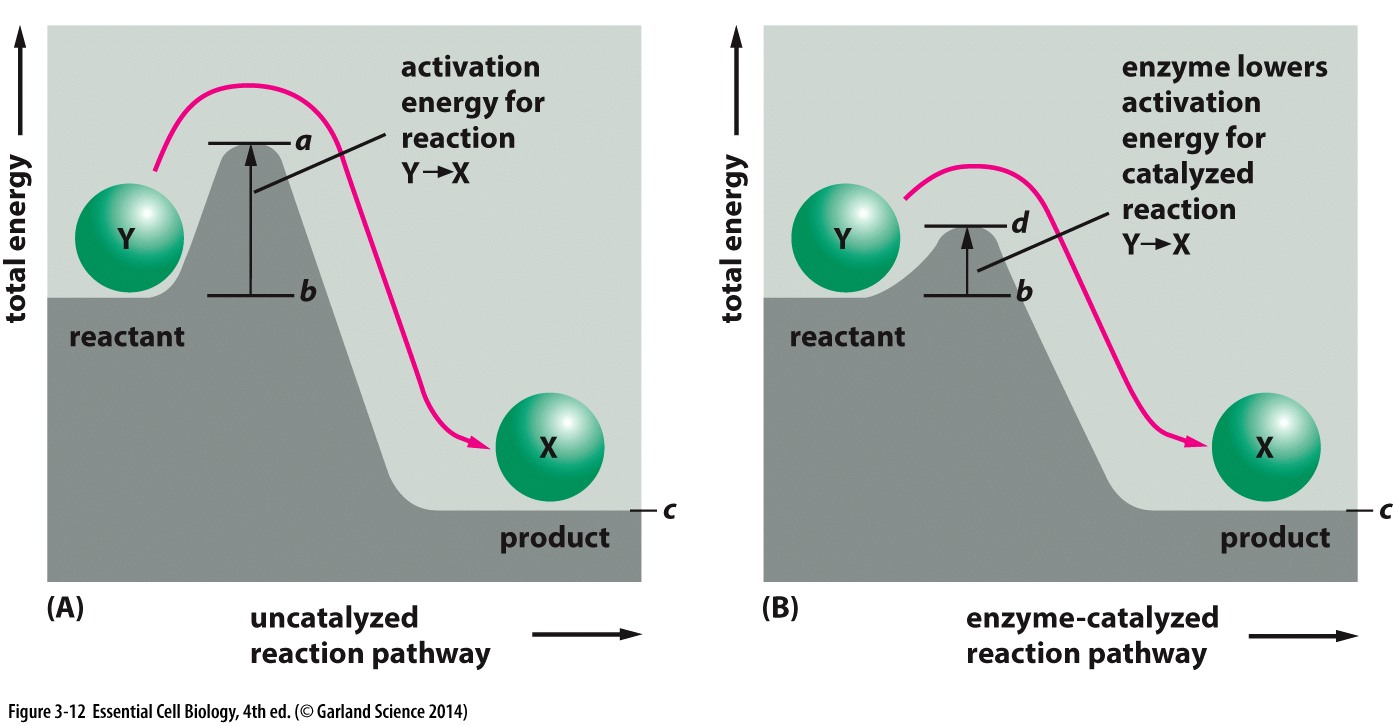 total energy
activation
energy for
reaction
Y→X
a
b
Y
reactant
X
c
product
(A)
uncatalyzed
reaction pathway
total energy
enzyme lowers
activation
energy for
catalyzed
reaction
Y→X
d
b
Y
reactant
X
c
product
(B)
enzyme-catalyzed
reaction pathway
Figure 3-12 Essential Cell Biology, 4th ed. (© Garland Science 2014)